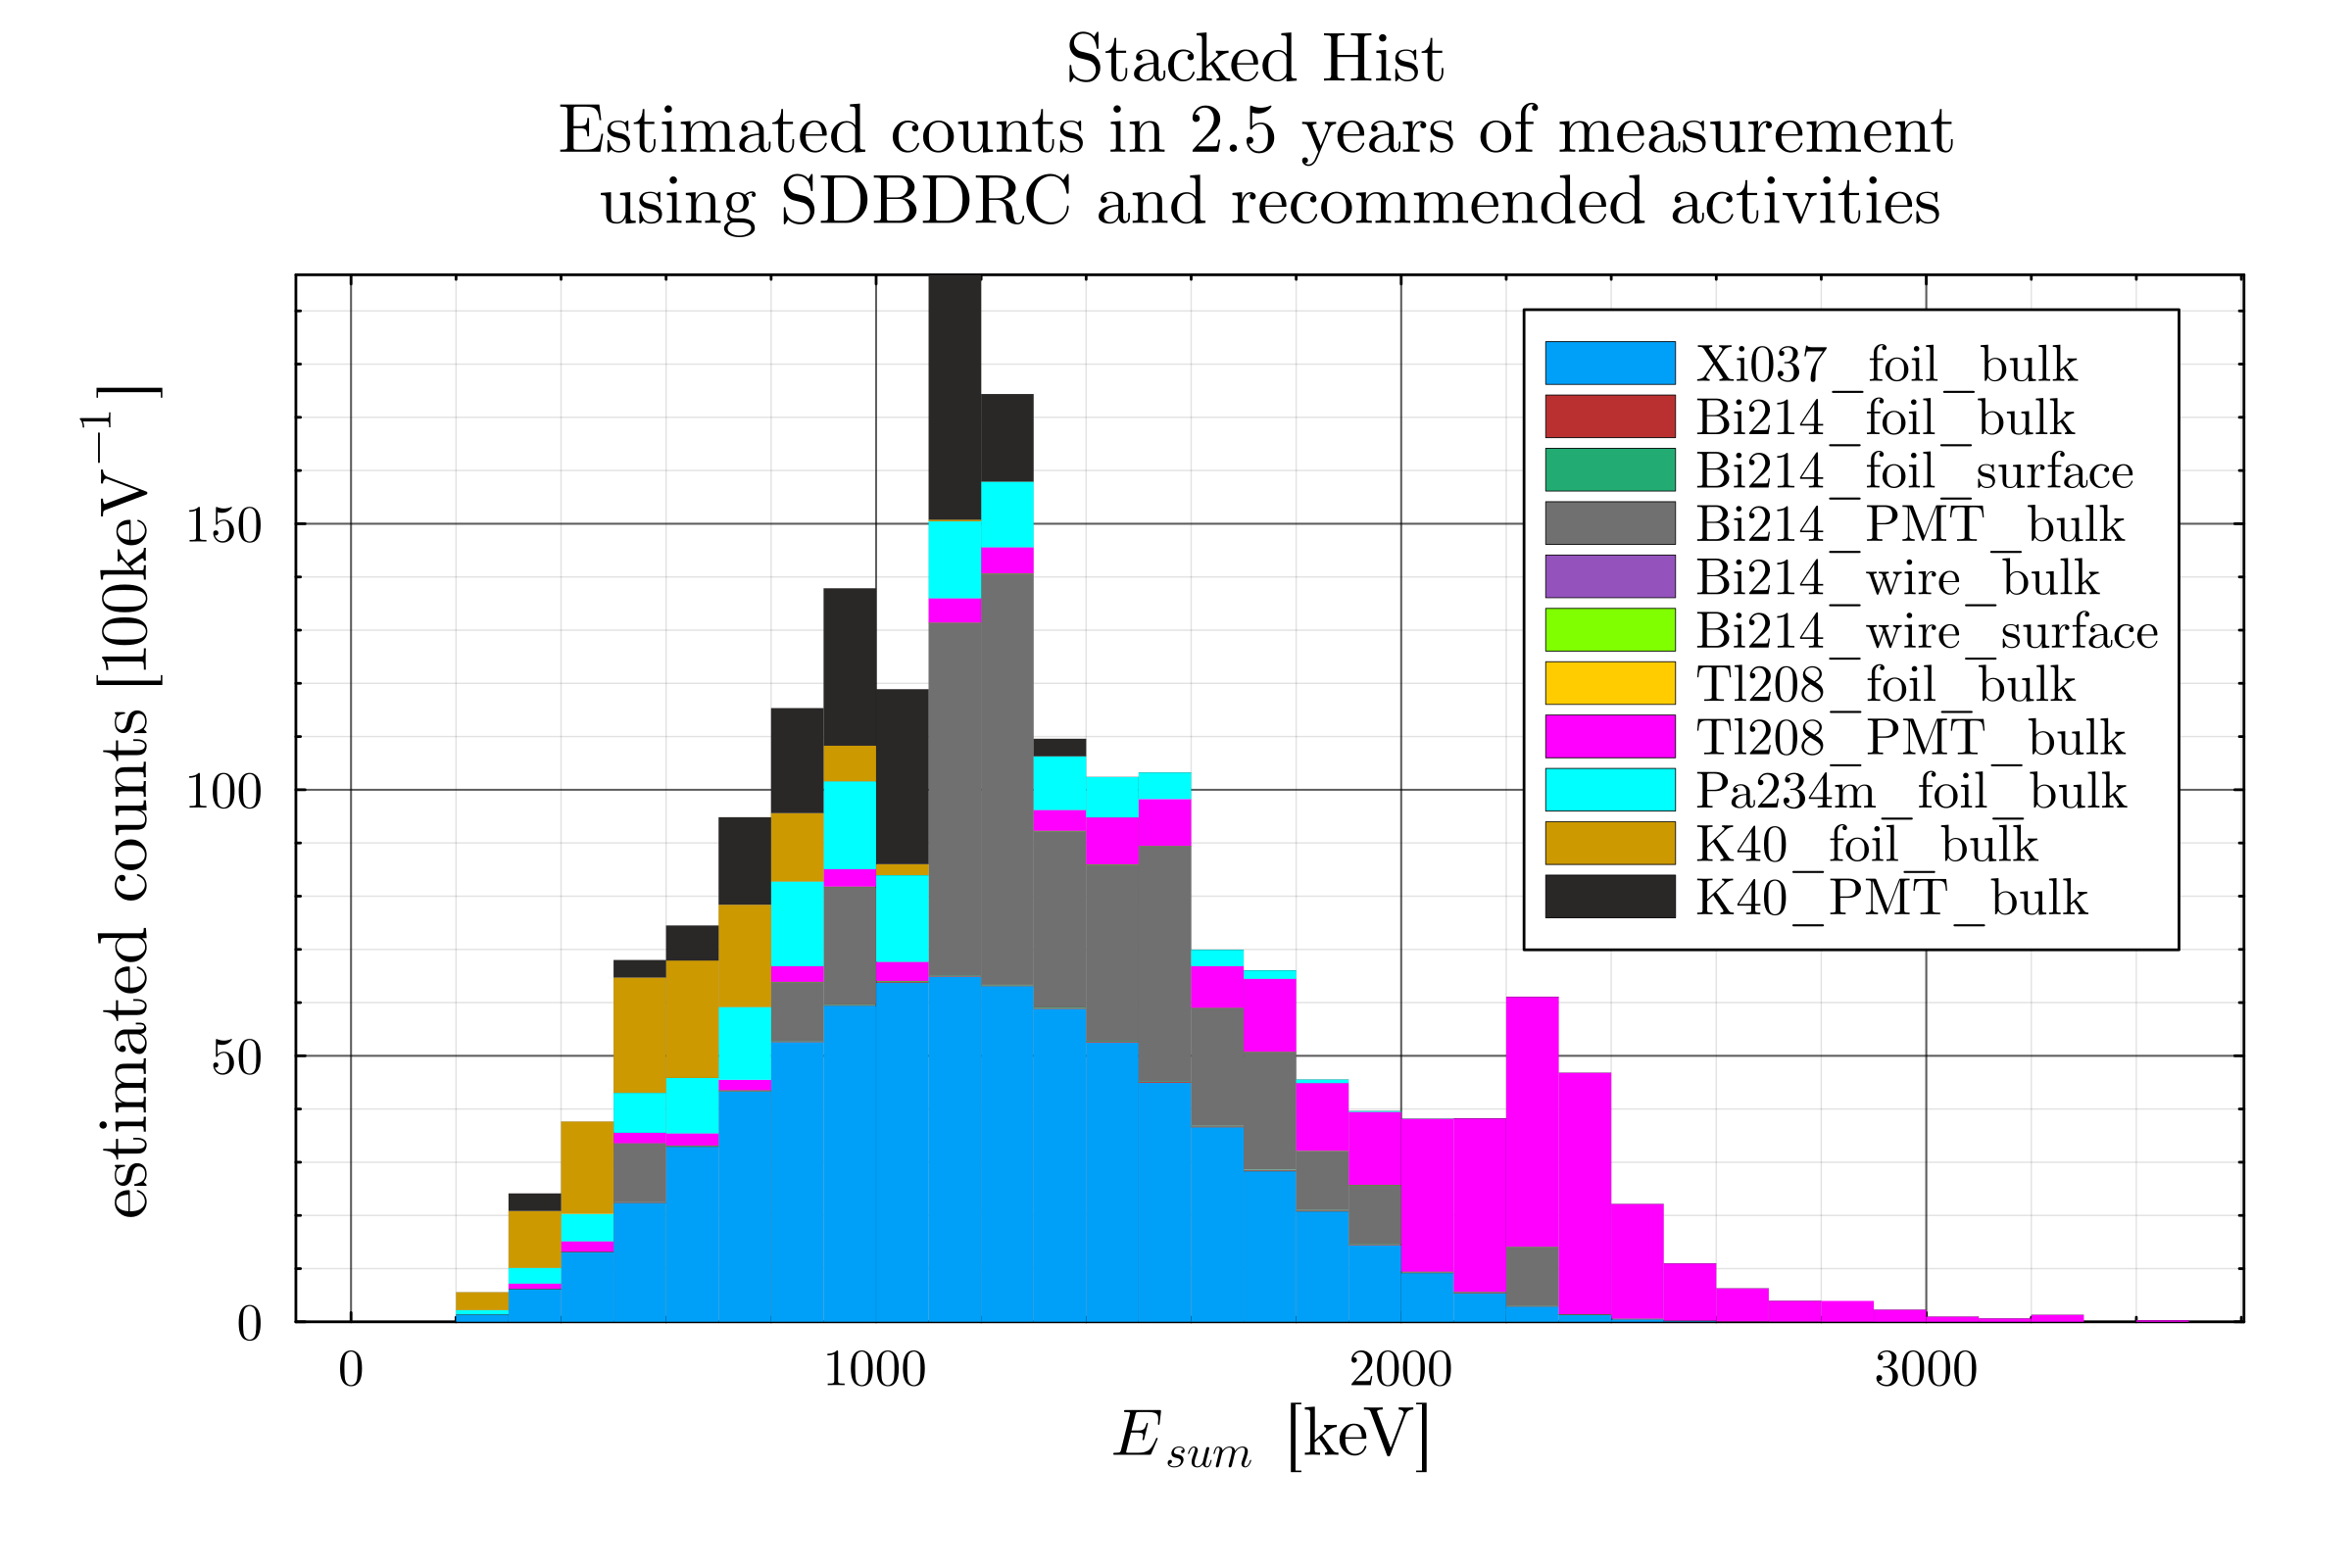 Stacked Hist
Estimated counts in 2.5 years of measurement
using SDBDRC and recommended activities
estimated counts [100keV⁻¹]
150
100
50
0
Xi037_foil_bulk
Bi214_foil_bulk
Bi214_foil_surface
Bi214_PMT_bulk
Bi214_wire_bulk
Bi214_wire_surface
Tl208_foil_bulk
Tl208_PMT_bulk
Pa234m_foil_bulk
K40_foil_bulk
K40_PMT_bulk
0 1000 2000 3000
E_sum [keV]